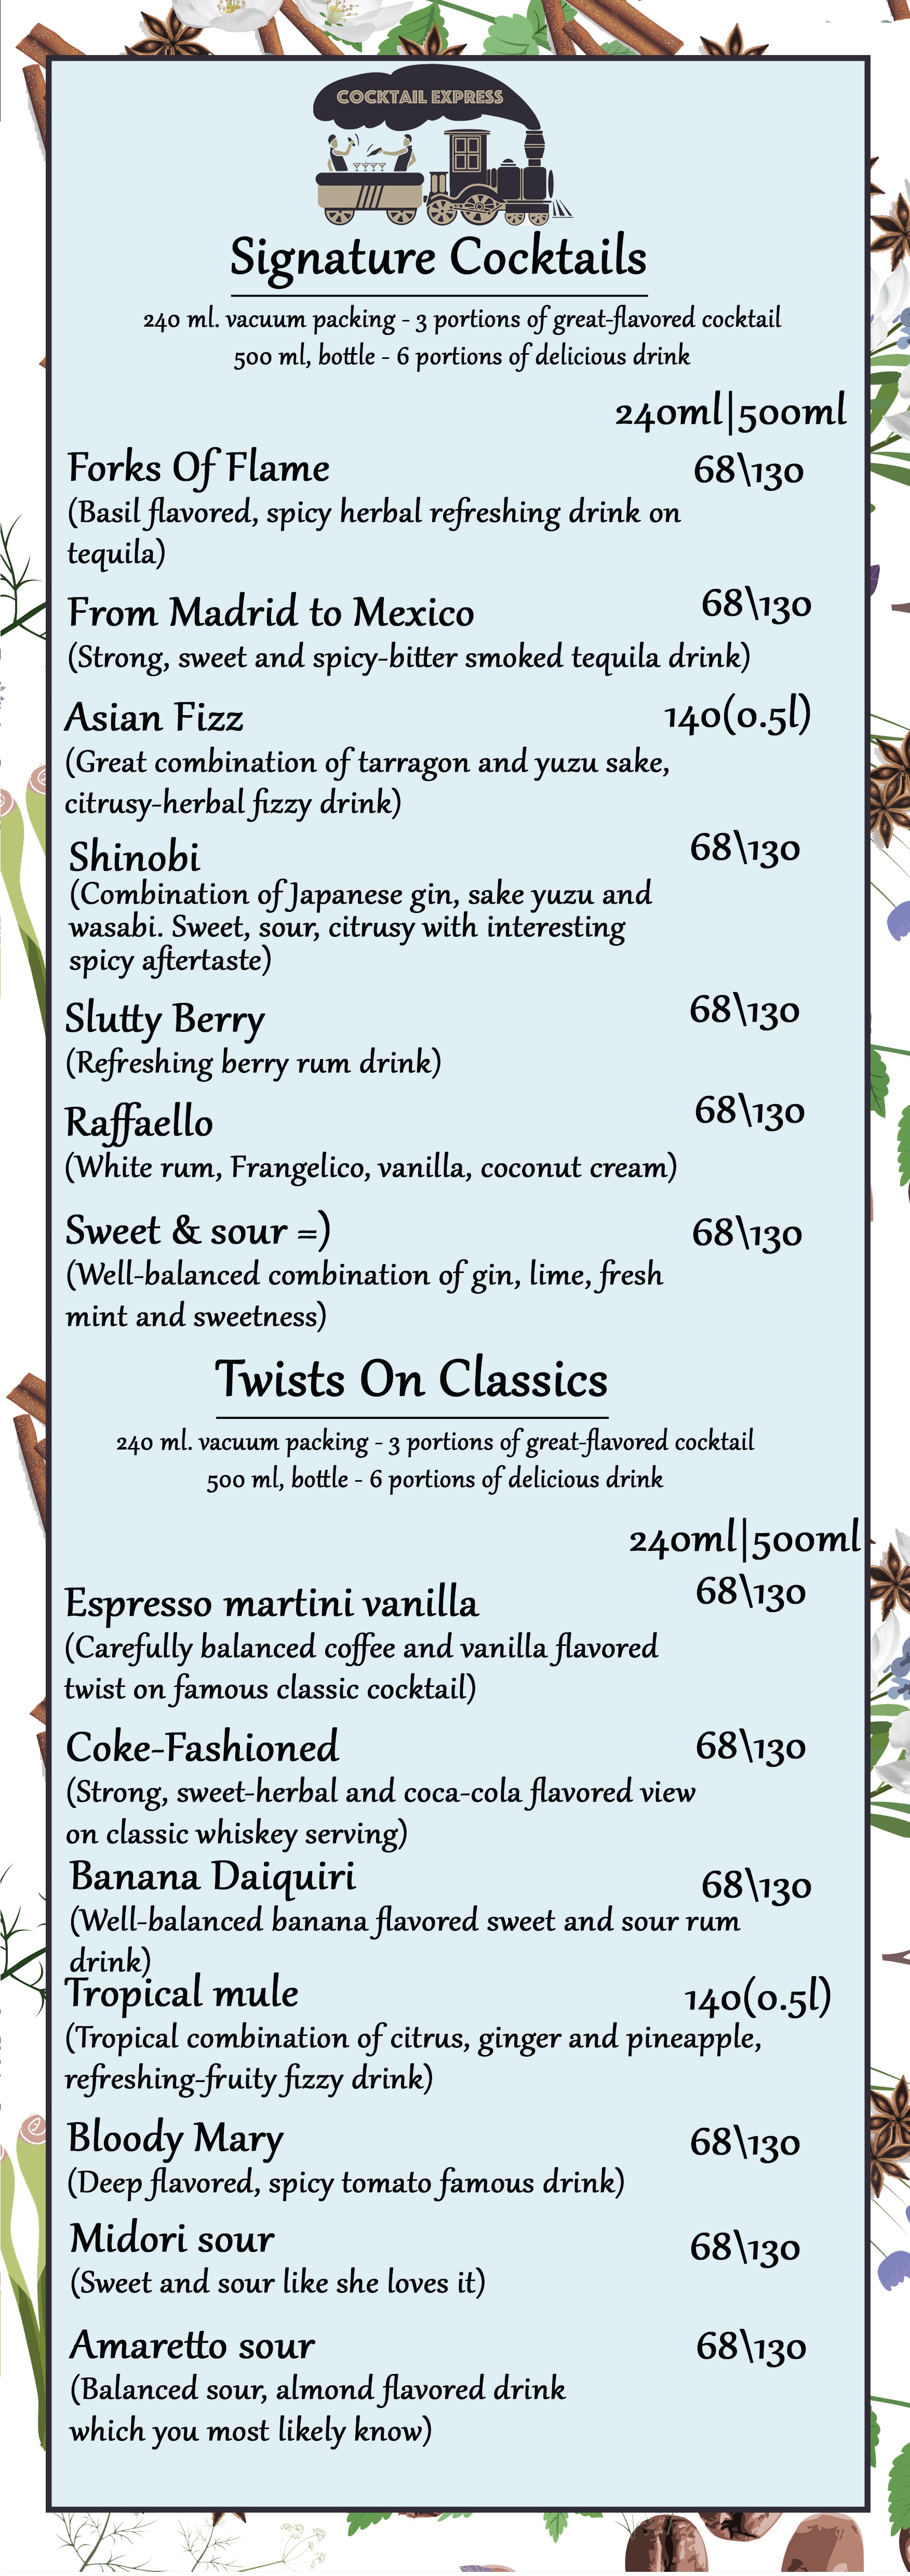 COCKTAIL EXPRESS
Signature Cocktails
240 ml. vacuum packing - 3 portions of great-flavored cocktail
500 ml, bottle - 6 portions of delicious drink
240ml|500ml
Forks Of Flame 68\130
(Basil flavored, spicy herbal refreshing drink on
tequila)
From Madrid to Mexico 68\130
(Strong, sweet and spicy-bitter smoked tequila drink)
Asian Fizz 140(0.5l)
(Great combination of tarragon and yuzu sake,
citrusy-herbal fizzy drink)
Shinobi 68\130
(Combination of Japanese gin, sake yuzu and
wasabi. Sweet, sour, citrusy with interesting
spicy aftertaste)
Slutty Berry 68\130
(Refreshing berry rum drink)
Raffaello 68\130
(White rum, Frangelico, vanilla, coconut cream)
Sweet & sour =) 68\130
(Well-balanced combination of gin, lime, fresh
mint and sweetness)
Twists On Classics
240 ml. vacuum packing - 3 portions of great-flavored cocktail
500 ml, bottle - 6 portions of delicious drink
240ml|500ml
Espresso martini vanilla 68\130
(Carefully balanced coffee and vanilla flavored
twist on famous classic cocktail)
Coke-Fashioned 68\130
(Strong, sweet-herbal and coca-cola flavored view
on classic whiskey serving)
Banana Daiquiri 68\130
(Well-balanced banana flavored sweet and sour rum
drink)
Tropical mule 140(0.5l)
(Tropical combination of citrus, ginger and pineapple,
refreshing-fruity fizzy drink)
Bloody Mary 68\130
(Deep flavored, spicy tomato famous drink)
Midori sour 68\130
(Sweet and sour like she loves it)
Amaretto sour 68\130
(Balanced sour, almond flavored drink
which you most likely know)